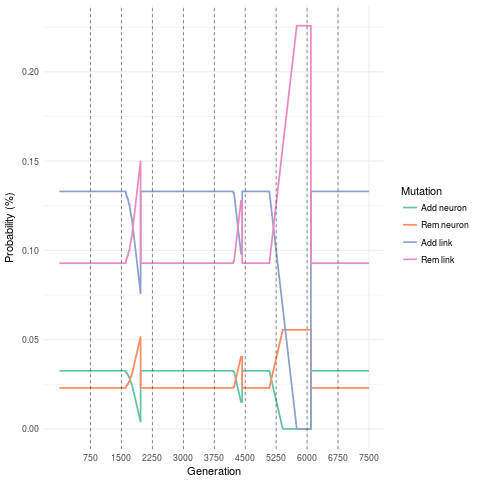 Probability (%)
0.20
0.15
0.10
0.05
0.00
750 1500 2250 3000 3750 4500 5250 6000 6750 7500
Generation
Mutation
Add neuron
Rem neuron
Add link
Rem link